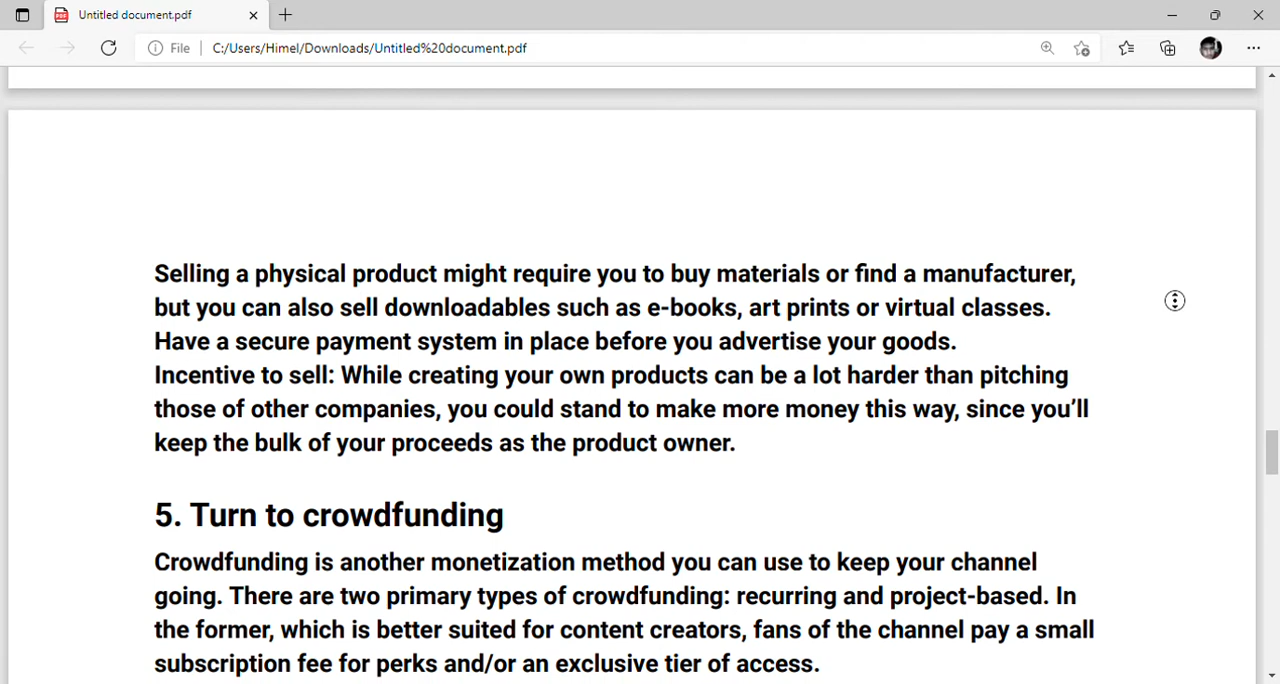 Untitled document.pdf
File
C:/Users/Himel/Downloads/Untitled%20document.pdf
Selling a physical product might require you to buy materials or find a manufacturer,
but you can also sell downloadables such as e-books, art prints or virtual classes.
Have a secure payment system in place before you advertise your goods.
Incentive to sell: While creating your own products can be a lot harder than pitching
those of other companies, you could stand to make more money this way, since you’ll
keep the bulk of your proceeds as the product owner.
5. Turn to crowdfunding
Crowdfunding is another monetization method you can use to keep your channel
going. There are two primary types of crowdfunding: recurring and project-based. In
the former, which is better suited for content creators, fans of the channel pay a small
subscription fee for perks and/or an exclusive tier of access.